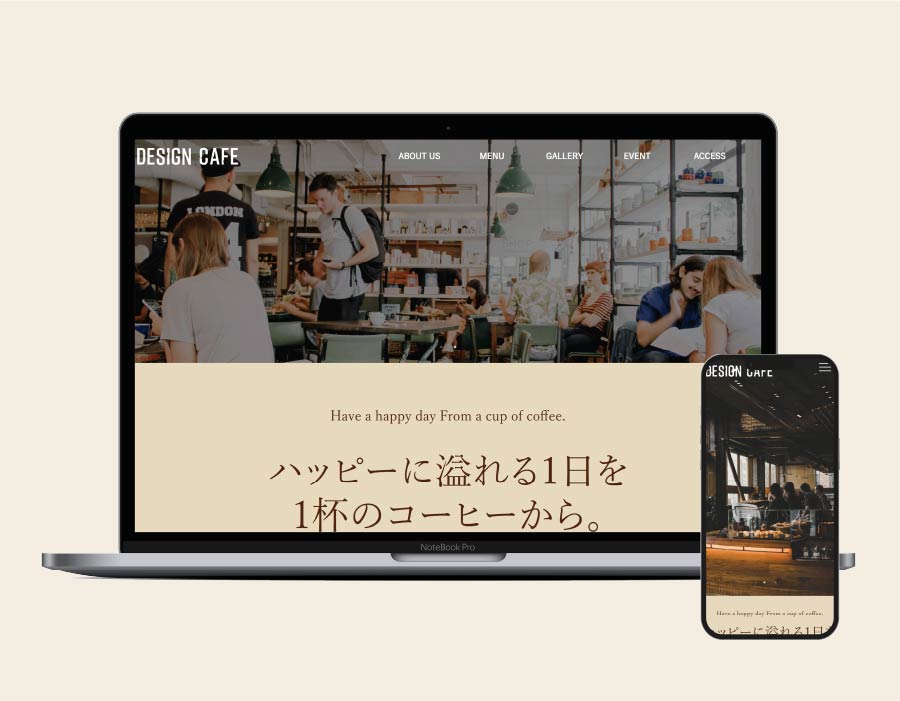 DESIGN CAFE
ABOUT US MENU GALLERY EVENT ACCESS
LONDON
4
Have a happy day From a cup of coffee.
ハッピーに溢れる1日を
1杯のコーヒーから。
NoteBook Pro
DESIGN CAFE
Have a happy day From a cup of coffee.
ッピーに溢れる1日